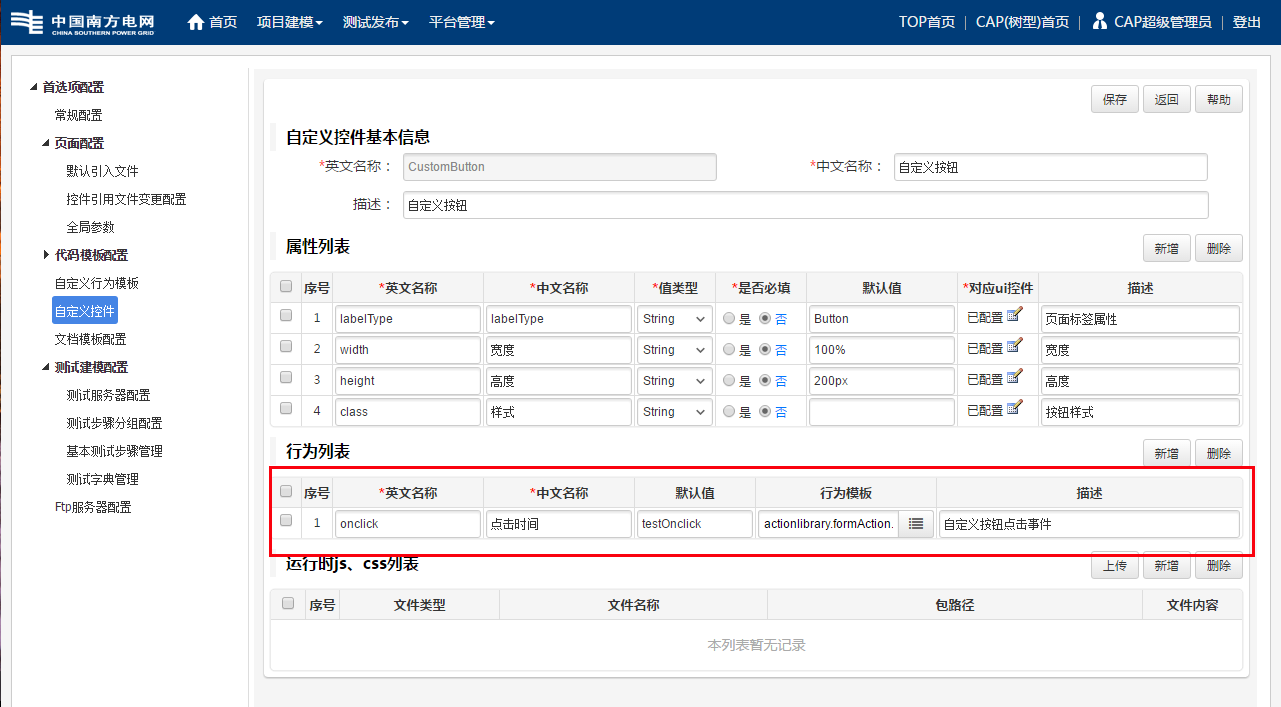 中国南方电网
CHINA SOUTHERN POWER GRID
首页 项目建模 测试发布 平台管理 TOP首页 | CAP(树型)首页 | CAP超级管理员 | 登出
首选项配置
常规配置
页面配置
默认引入文件
控件引用文件变更配置
全局参数
代码模板配置
自定义行为模板
自定义控件
文档模板配置
测试建模配置
测试服务器配置
测试步骤分组配置
基本测试步骤管理
测试字典管理
Ftp服务器配置
保存 返回 帮助
自定义控件基本信息
*英文名称： CustomButton *中文名称： 自定义按钮
描述： 自定义按钮
属性列表 新增 删除
序号 *英文名称 *中文名称 *值类型 *是否必填 默认值 *对应ui控件 描述
1 labelType labelType String 是 否 Button 已配置 页面标签属性
2 width 宽度 String 是 否 100% 已配置 宽度
3 height 高度 String 是 否 200px 已配置 高度
4 class 样式 String 是 否 已配置 按钮样式
行为列表 新增 删除
序号 *英文名称 *中文名称 默认值 行为模板 描述
1 onclick 点击时间 testOnclick actionlibrary.formAction. 自定义按钮点击事件
运行时js、css列表 上传 新增 删除
序号 文件类型 文件名称 包路径 文件内容
本列表暂无记录